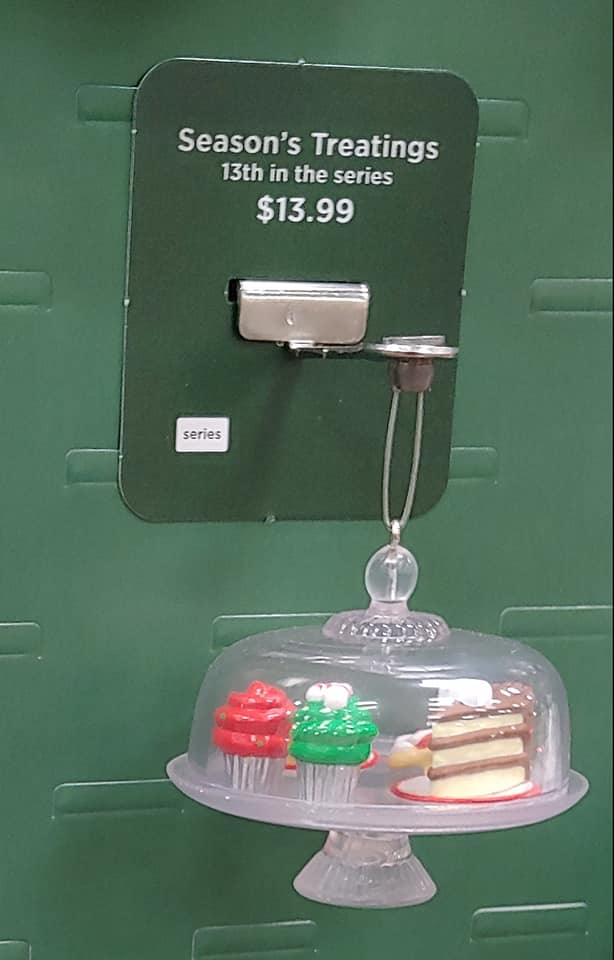 Season's Treatings
13th in the series
$13.99
series